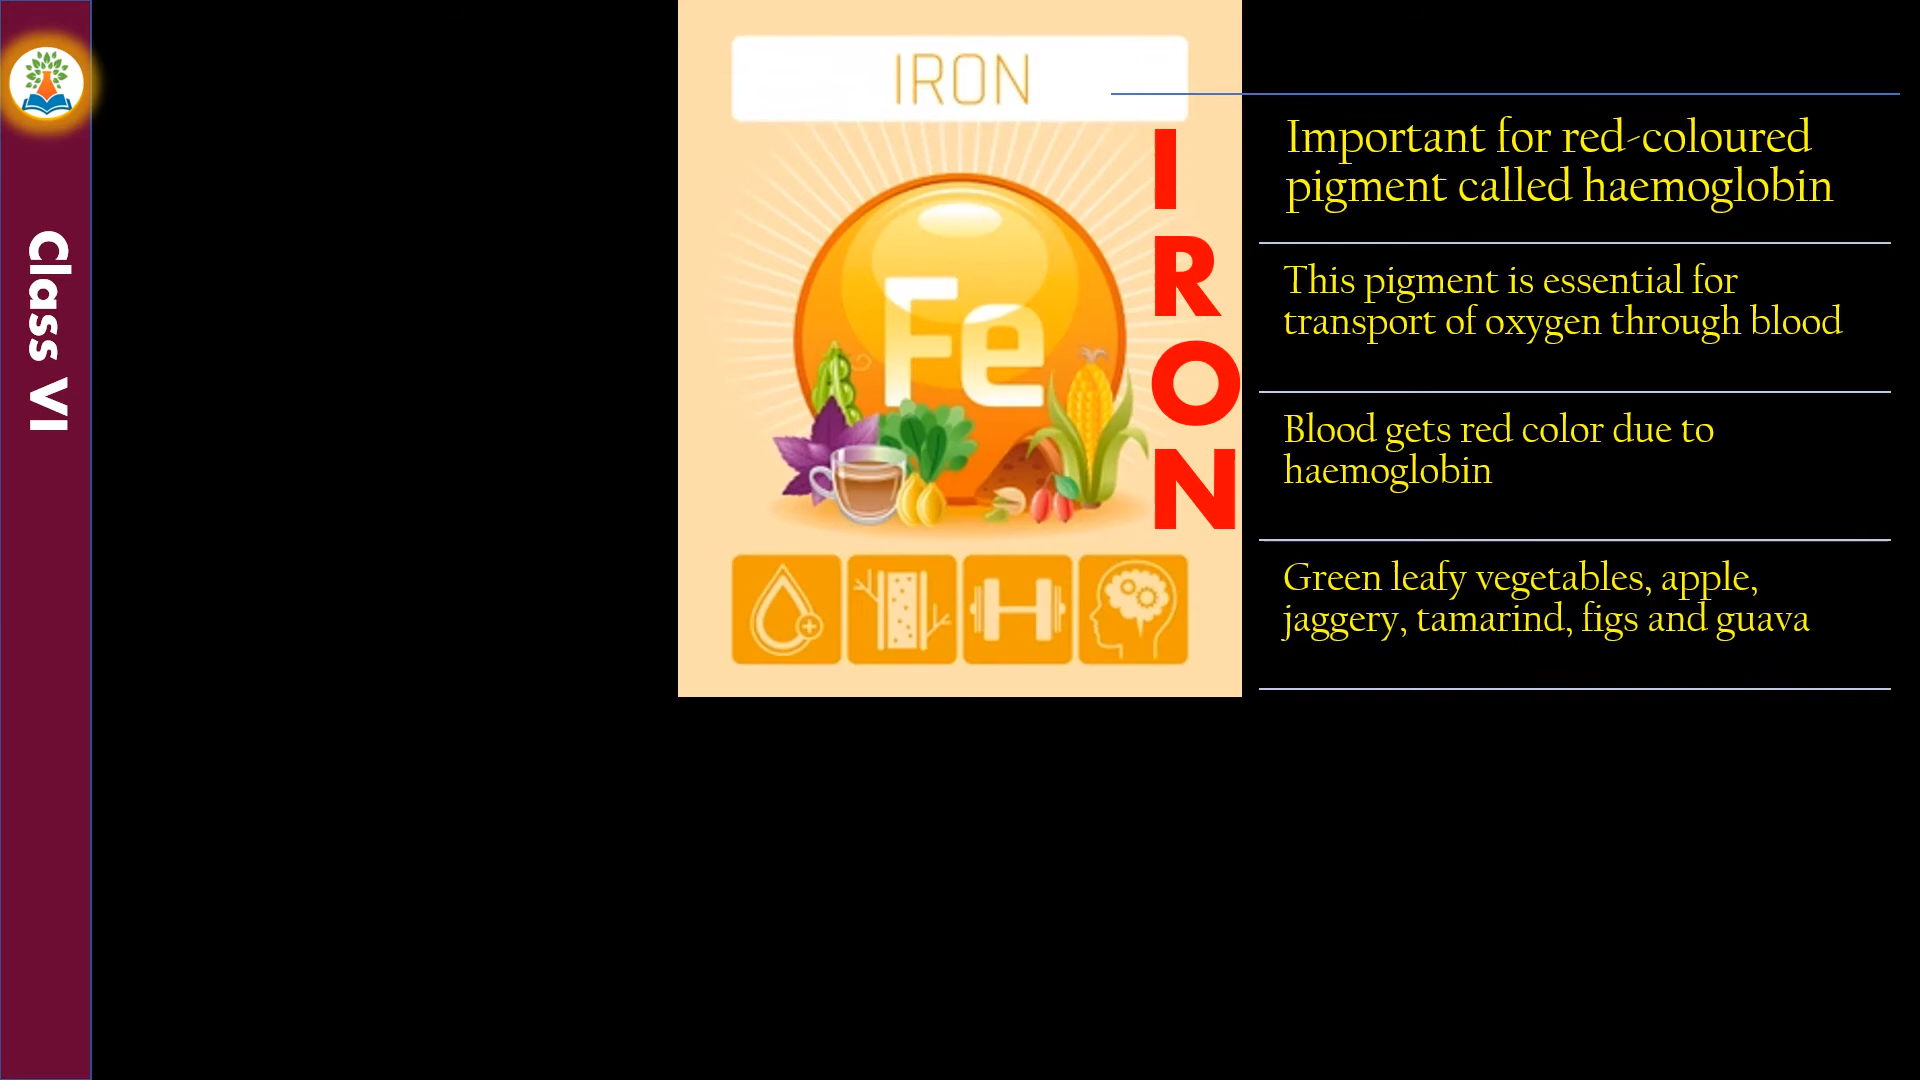 Class VI
IRON
Fe
IRON
Important for red-coloured
pigment called haemoglobin
This pigment is essential for
transport of oxygen through blood
Blood gets red color due to
haemoglobin
Green leafy vegetables, apple,
jaggery, tamarind, figs and guava